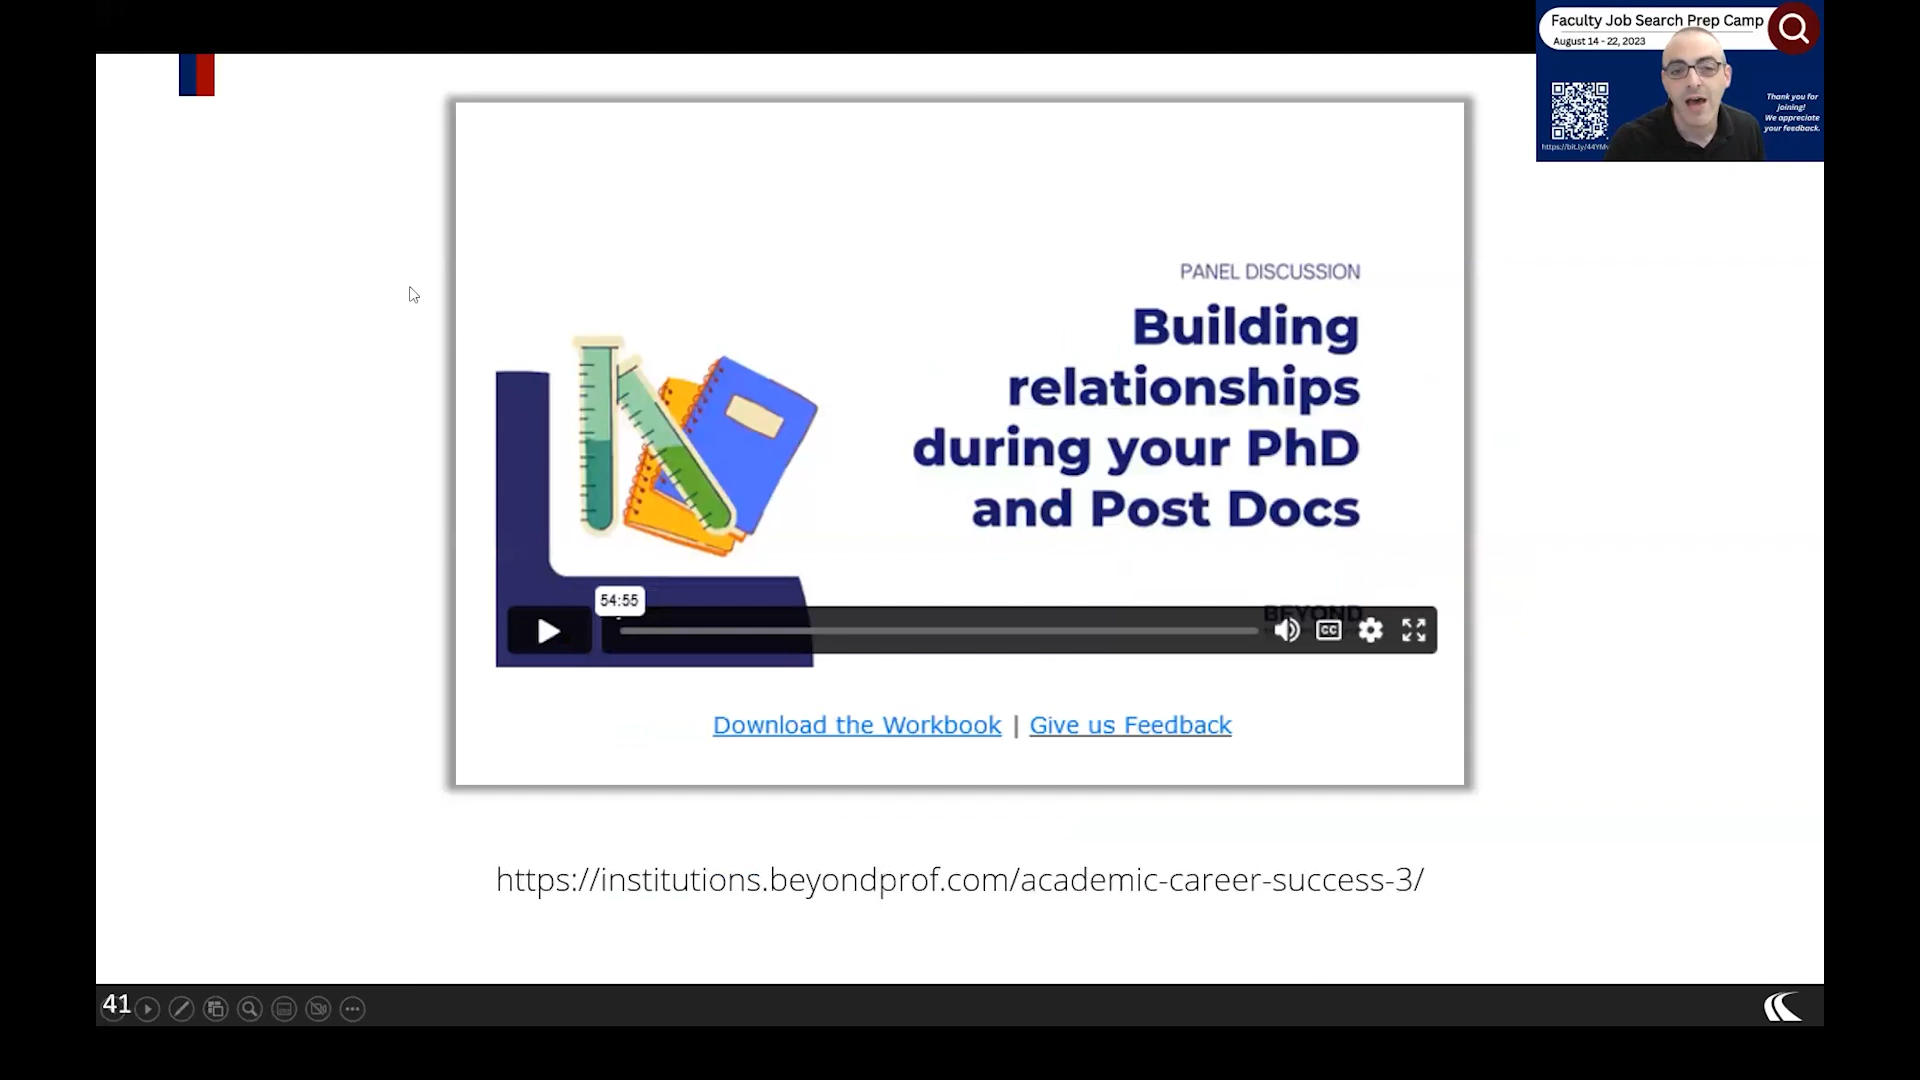 Faculty Job Search Prep Camp
August 14 - 22, 2023
Thank you for
joining!
We appreciate
your feedback.
PANEL DISCUSSION
Building
relationships
during your PhD
and Post Docs
54:55
BEYOND
CC
Download the Workbook | Give us Feedback
https://institutions.beyondprof.com/academic-career-success-3/
41